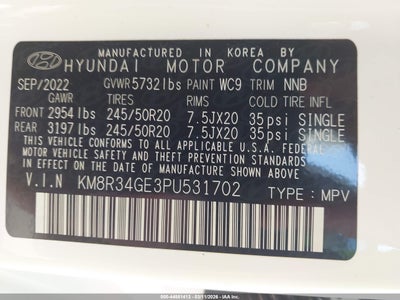 MANUFACTURED IN KOREA BY
HYUNDAI MOTOR COMPANY
SEP/2022 GVWR 5732lbs PAINT WC9 TRIM NNB
GAWR TIRES RIMS COLD TIRE INFL
FRONT 2954lbs 245/50R20 7.5JX20 35psi SINGLE
REAR 3197lbs 245/50R20 7.5JX20 35psi SINGLE
THIS VEHICLE CONFORMS TO ALL APPLICABLE U.S.A. FEDERAL
MOTOR VEHICLE SAFETY, BUMPER, AND THEFT PREVENTION
STANDARDS IN EFFECT ON THE DATE OF MANUFACTURE
SHOWN ABOVE.
V.I.N KM8R34GE3PU531702 TYPE : MPV